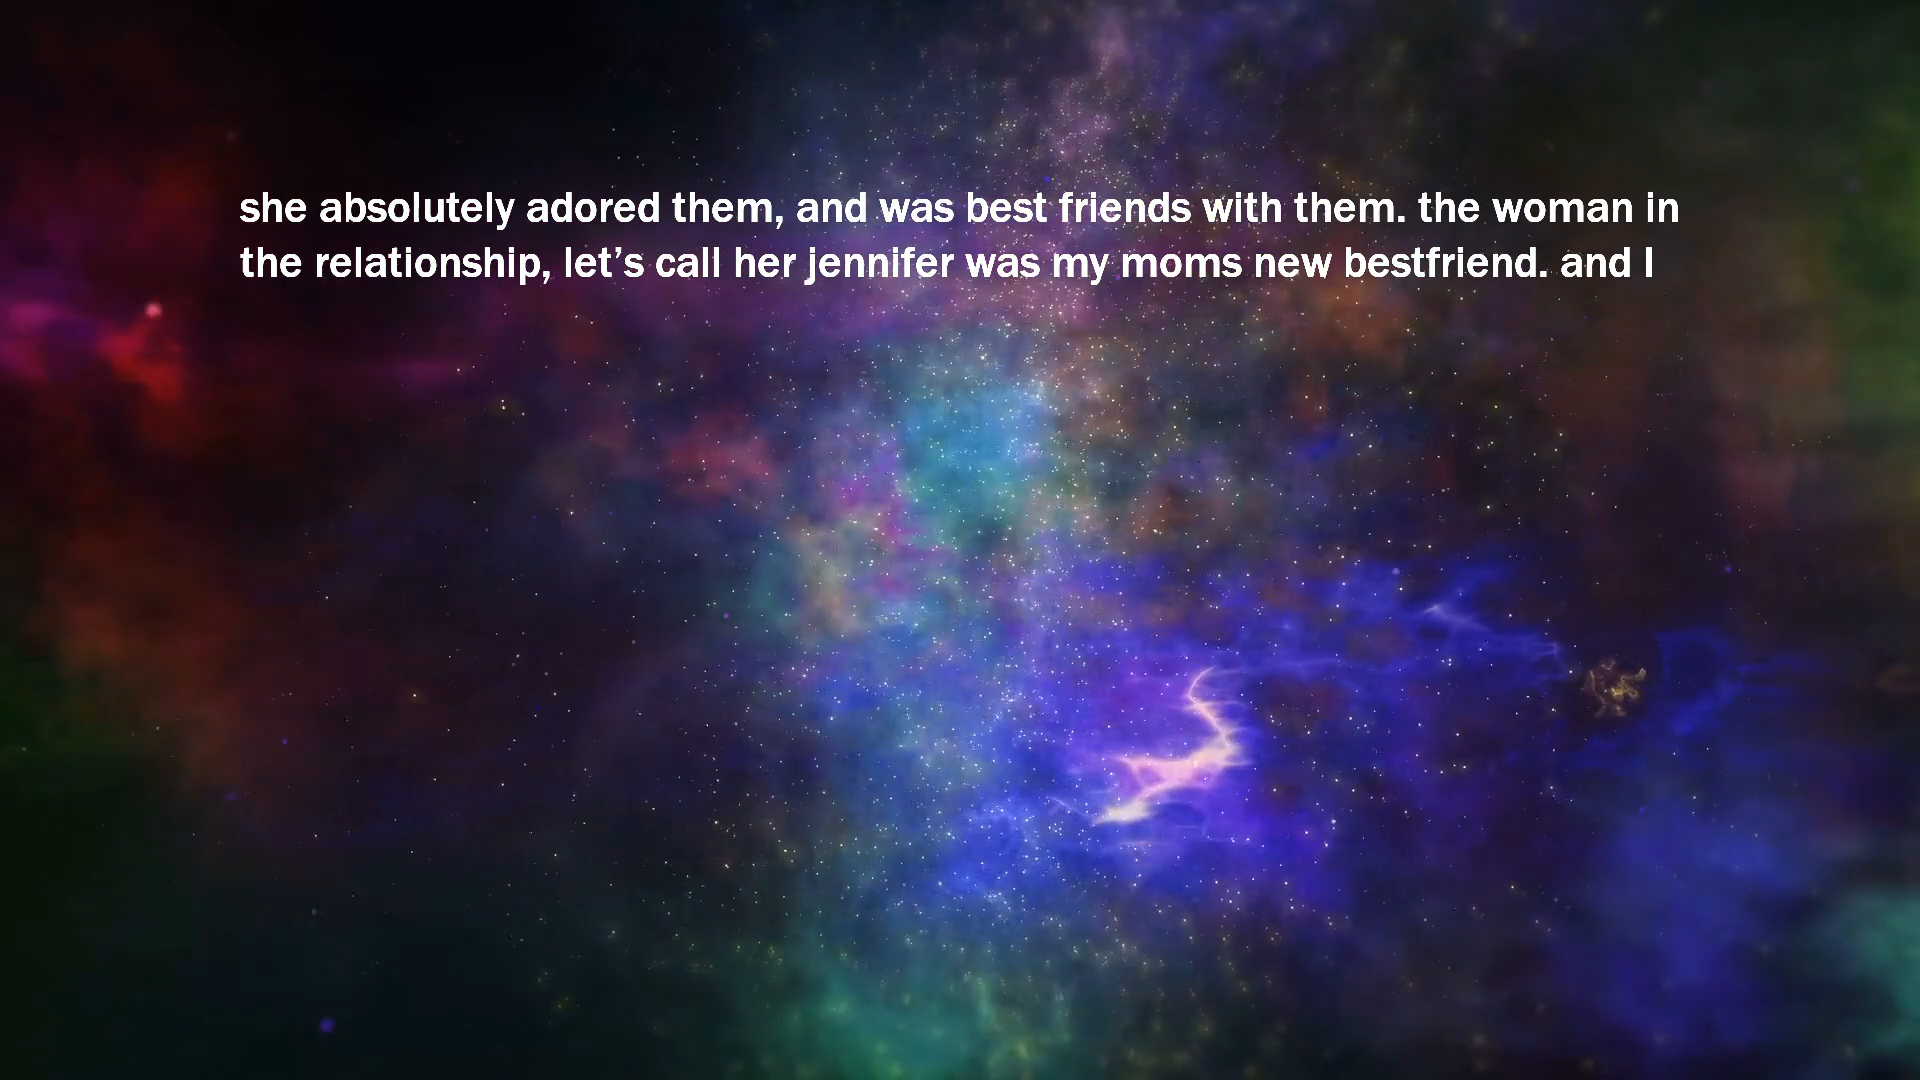 she absolutely adored them, and was best friends with them. the woman in
the relationship, let’s call her jennifer was my moms new bestfriend. and I